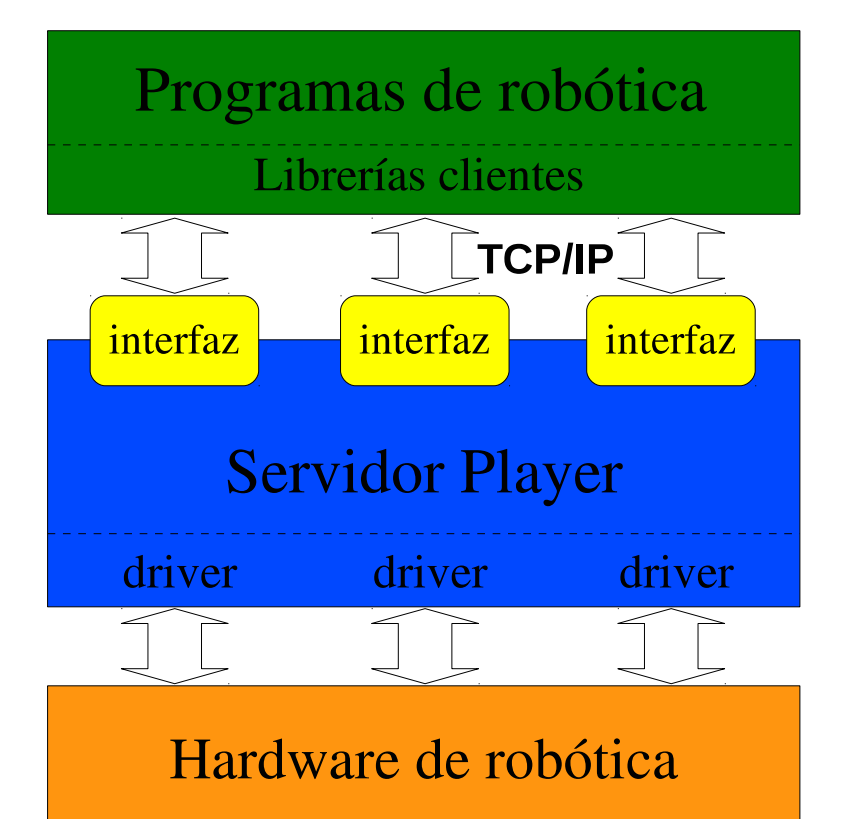 Programas de robótica
Librerías clientes
TCP/IP
interfaz interfaz interfaz
Servidor Player
driver driver driver
Hardware de robótica